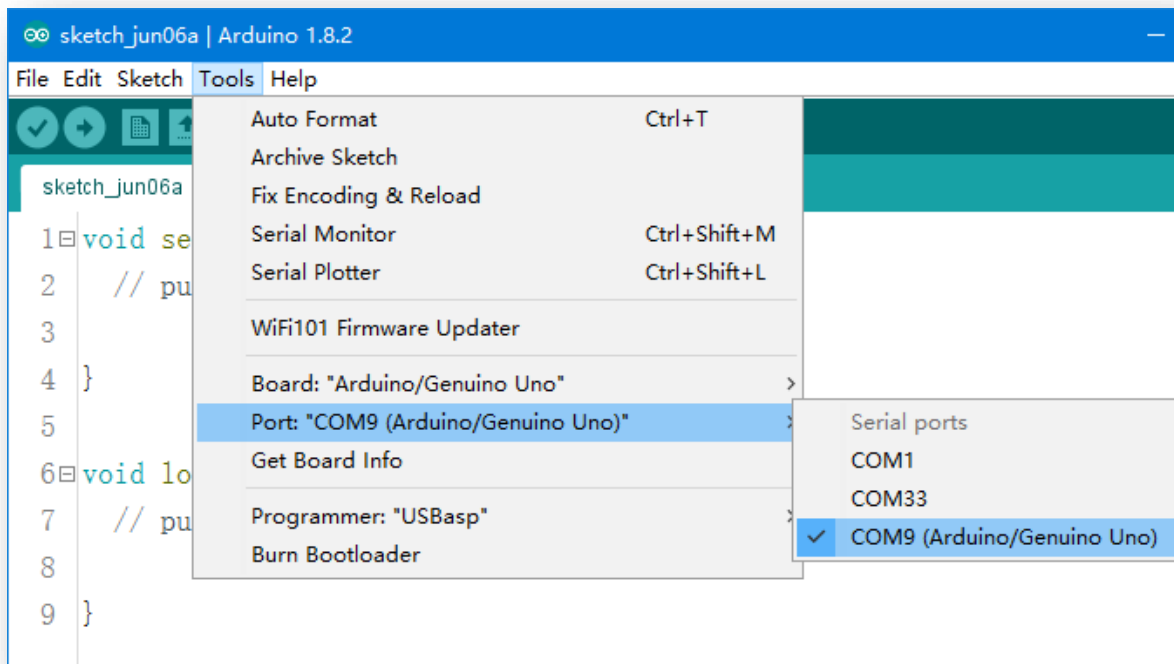 sketch_jun06a | Arduino 1.8.2
File Edit Sketch Tools Help
Auto Format Ctrl+T
Archive Sketch
sketch_jun06a
Fix Encoding & Reload
1 void se
Serial Monitor Ctrl+Shift+M
Serial Plotter Ctrl+Shift+L
2 // pu
WiFi101 Firmware Updater
3
4 }
Board: "Arduino/Genuino Uno"
5
Port: "COM9 (Arduino/Genuino Uno)"
Serial ports
Get Board Info
COM1
6 void lo
COM33
7 // pu
Programmer: "USBasp"
COM9 (Arduino/Genuino Uno)
Burn Bootloader
8
9 }